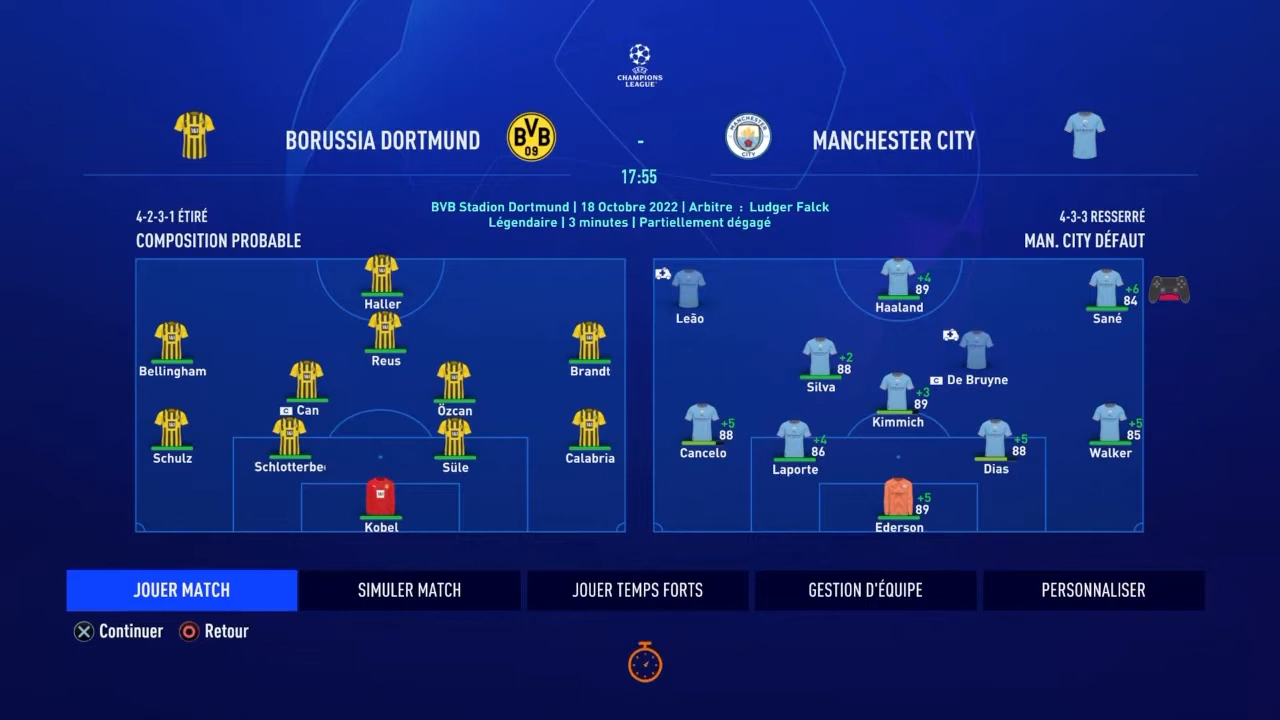 UEFA
CHAMPIONS
LEAGUE
BORUSSIA DORTMUND
BVB
09
-
MANCHESTER
CITY
MANCHESTER CITY
17:55
BVB Stadion Dortmund | 18 Octobre 2022 | Arbitre : Ludger Falck
Légendaire | 3 minutes | Partiellement dégagé
4-2-3-1 ÉTIRÉ
COMPOSITION PROBABLE
4-3-3 RESSERRÉ
MAN. CITY DÉFAUT
Haller
Reus
Bellingham
Brandt
C Can
Özcan
Schulz
Schlotterbe
Süle
Calabria
Kobel
Leão
+4
89
Haaland
+6
84
Sané
+2
88
Silva
C De Bruyne
+3
89
Kimmich
+5
88
Cancelo
+4
86
Laporte
+5
88
Dias
+5
85
Walker
+5
89
Ederson
JOUER MATCH
SIMULER MATCH
JOUER TEMPS FORTS
GESTION D'ÉQUIPE
PERSONNALISER
Continuer
Retour